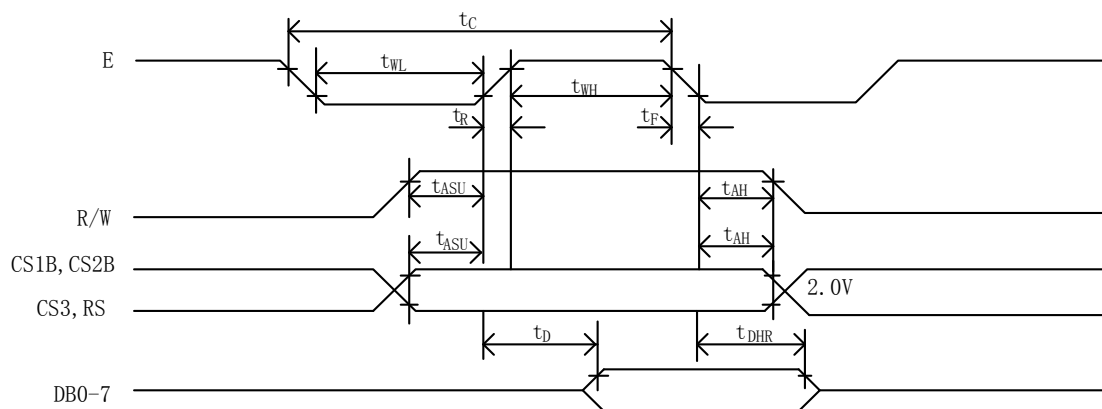 tC
E
tWL
tWH
tR
tF
tASU
tAH
R/W
tASU
tAH
CS1B, CS2B
2.0V
CS3, RS
tD
tDHR
DB0-7